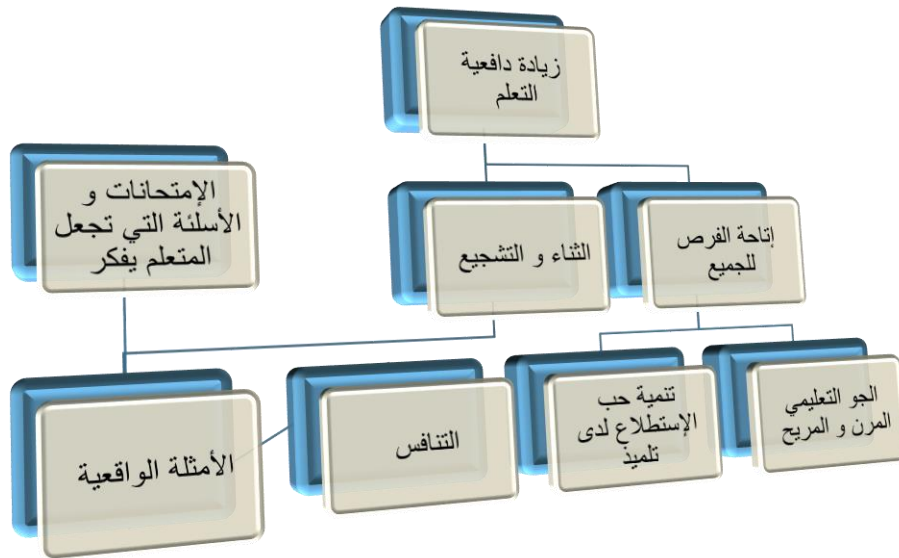 زيادة دافعية
التعلم
إتاحة الفرص
للجميع
الثناء و التشجيع
الإمتحانات و
الأسئلة التي تجعل
المتعلم يفكر
الجو التعليمي
المرن و المريح
تنمية حب
الإستطلاع لدى
تلميذ
التنافس
الأمثلة الواقعية